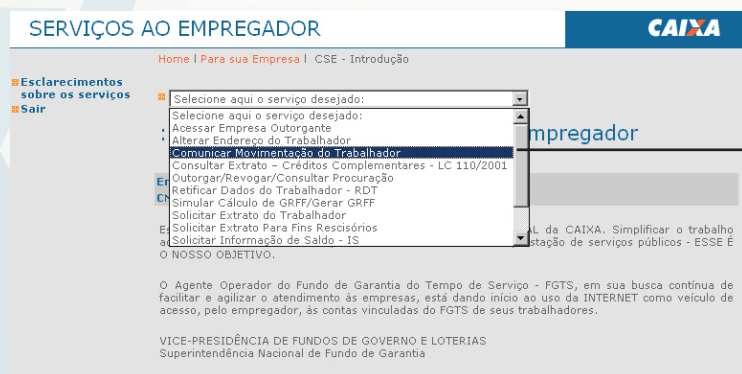 SERVIÇOS AO EMPREGADOR
CAIXA
Home | Para sua Empresa | CSE - Introdução
Esclarecimentos
sobre os serviços
Sair
Selecione aqui o serviço desejado:
Selecione aqui o serviço desejado:
Acessar Empresa Outorgante
Alterar Endereço do Trabalhador
Comunicar Movimentação do Trabalhador
Consultar Extrato – Créditos Complementares - LC 110/2001
Outorgar/Revogar/Consultar Procuração
Retificar Dados do Trabalhador - RDT
Simular Cálculo de GRFF/Gerar GRFF
Solicitar Extrato do Trabalhador
Solicitar Extrato Para Fins Rescisórios
Solicitar Informação de Saldo - IS
mpregador
AL da CAIXA. Simplificar o trabalho
stação de serviços públicos - ESSE É
O NOSSO OBJETIVO.
O Agente Operador do Fundo de Garantia do Tempo de Serviço - FGTS, em sua busca contínua de
facilitar e agilizar o atendimento às empresas, está dando início ao uso da INTERNET como veículo de
acesso, pelo empregador, às contas vinculadas do FGTS de seus trabalhadores.
VICE-PRESIDÊNCIA DE FUNDOS DE GOVERNO E LOTERIAS
Superintendência Nacional de Fundo de Garantia